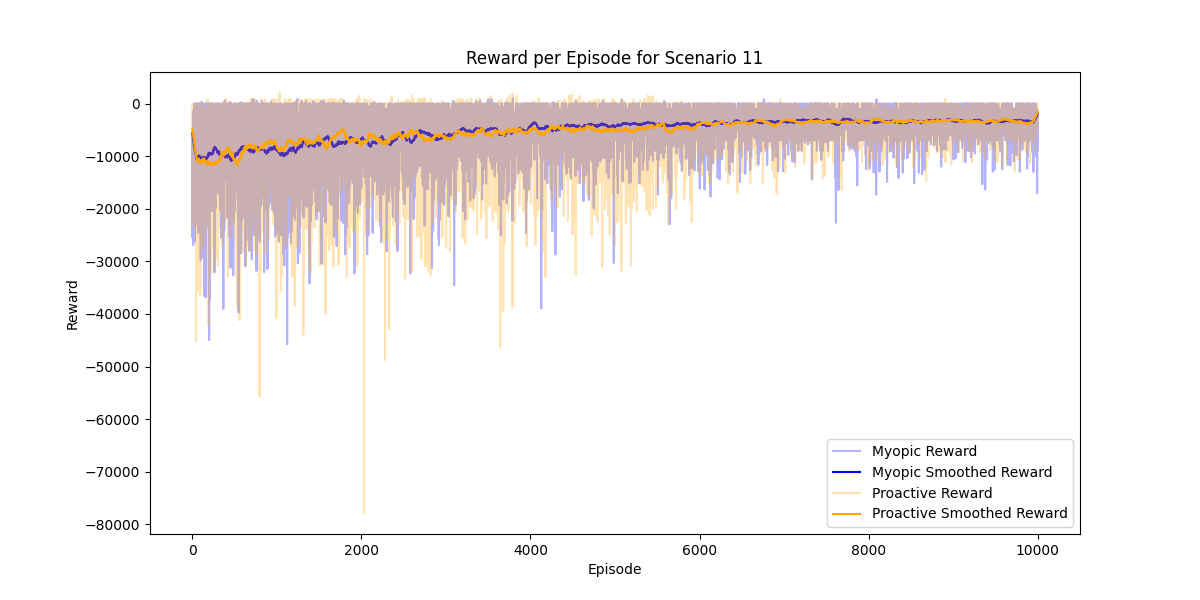 Reward per Episode for Scenario 11
0
−10000
−20000
−30000
−40000
−50000
−60000
−70000
−80000
Reward
0 2000 4000 6000 8000 10000
Episode
Myopic Reward
Myopic Smoothed Reward
Proactive Reward
Proactive Smoothed Reward